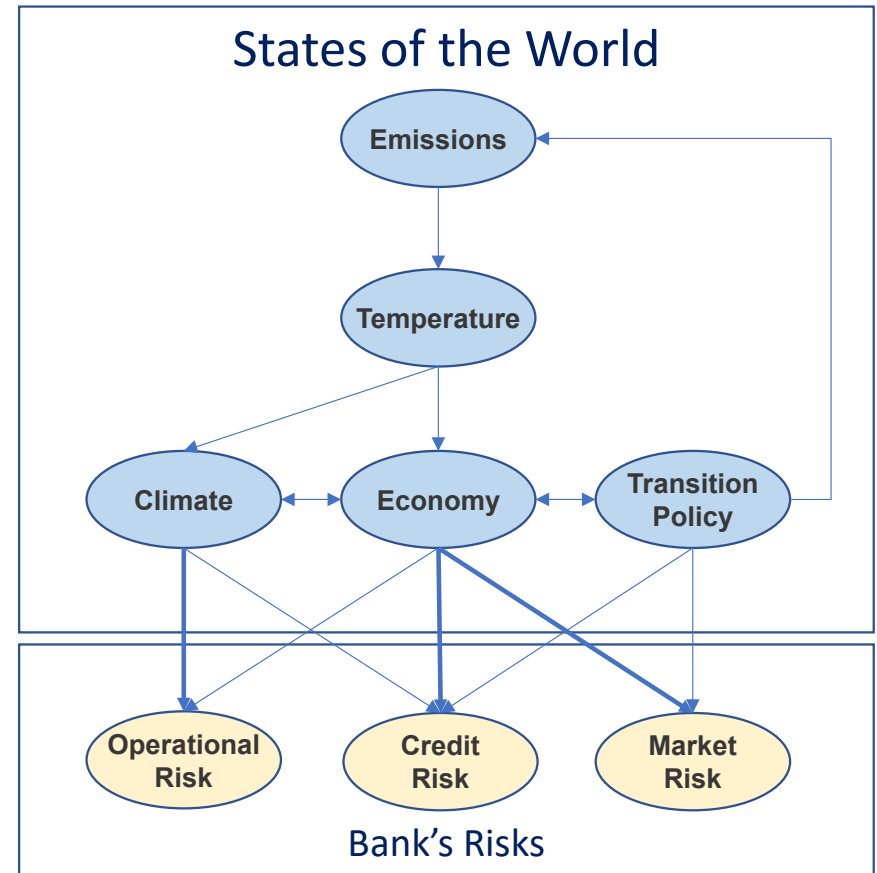 States of the World
Emissions
Temperature
Climate
Economy
Transition
Policy
Operational
Risk
Credit
Risk
Market
Risk
Bank's Risks